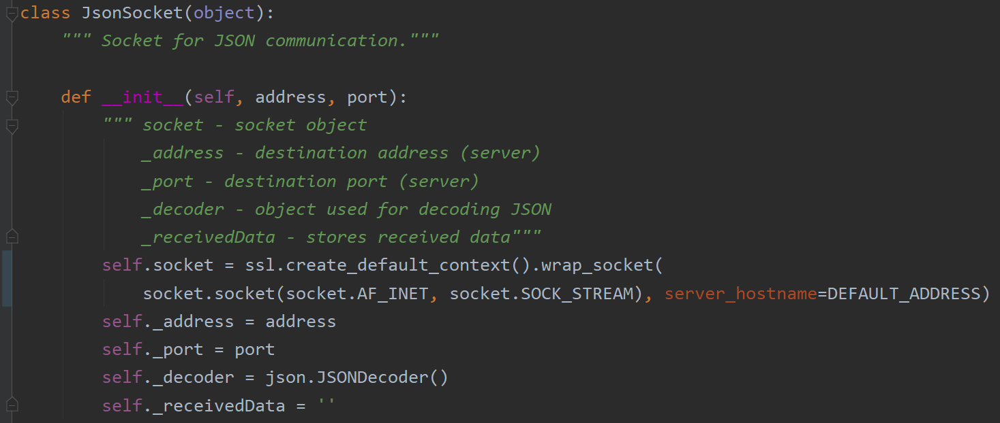 class JsonSocket(object):
    """ Socket for JSON communication."""

    def __init__(self, address, port):
        """ socket - socket object
            _address - destination address (server)
            _port - destination port (server)
            _decoder - object used for decoding JSON
            _receivedData - stores received data"""
        self.socket = ssl.create_default_context().wrap_socket(
            socket.socket(socket.AF_INET, socket.SOCK_STREAM), server_hostname=DEFAULT_ADDRESS)
        self._address = address
        self._port = port
        self._decoder = json.JSONDecoder()
        self._receivedData = ''